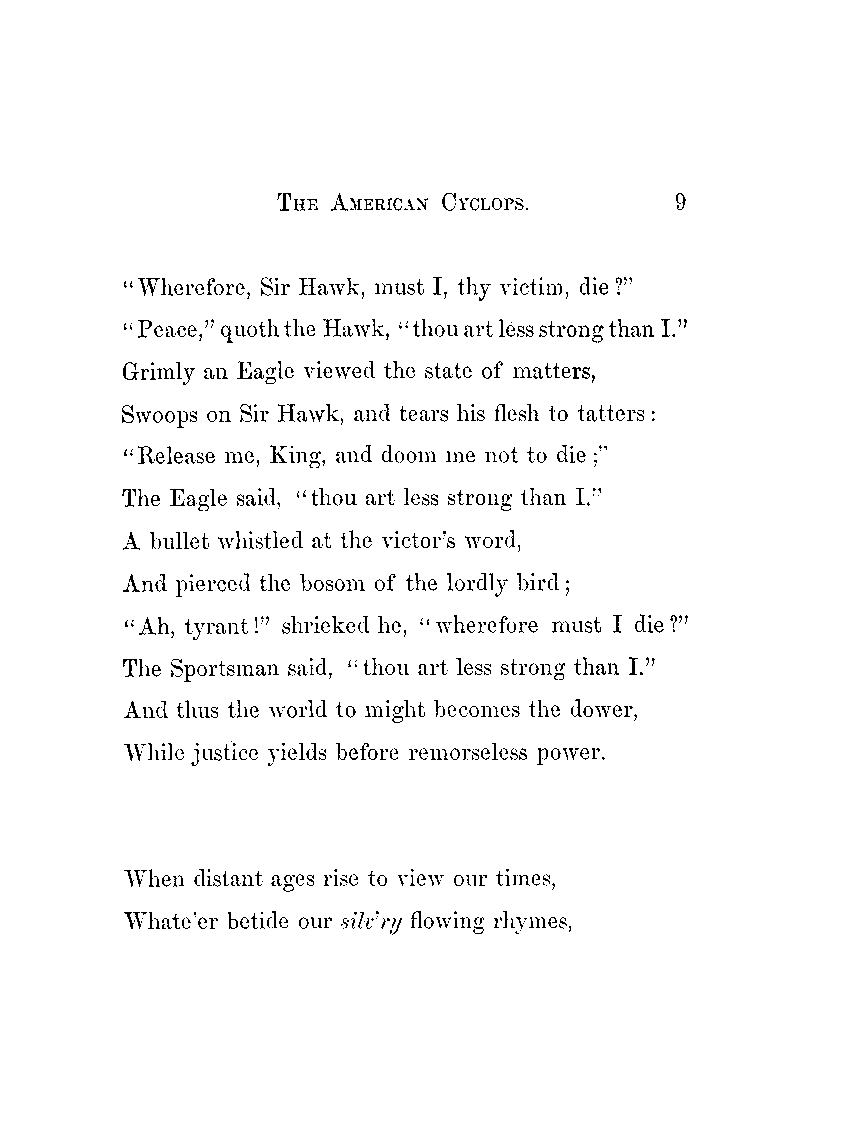 The American Cyclops. 9
"Wherefore, Sir Hawk, must I, thy victim, die?"
"Peace," quoth the Hawk, "thou art less strong than I."
Grimly an Eagle viewed the state of matters,
Swoops on Sir Hawk, and tears his flesh to tatters:
"Release me, King, and doom me not to die;"
The Eagle said, "thou art less strong than I."
A bullet whistled at the victor's word,
And pierced the bosom of the lordly bird;
"Ah, tyrant!" shrieked he, "wherefore must I die?"
The Sportsman said, "thou art less strong than I."
And thus the world to might becomes the dower,
While justice yields before remorseless power.
When distant ages rise to view our times,
Whate'er betide our silv'ry flowing rhymes,